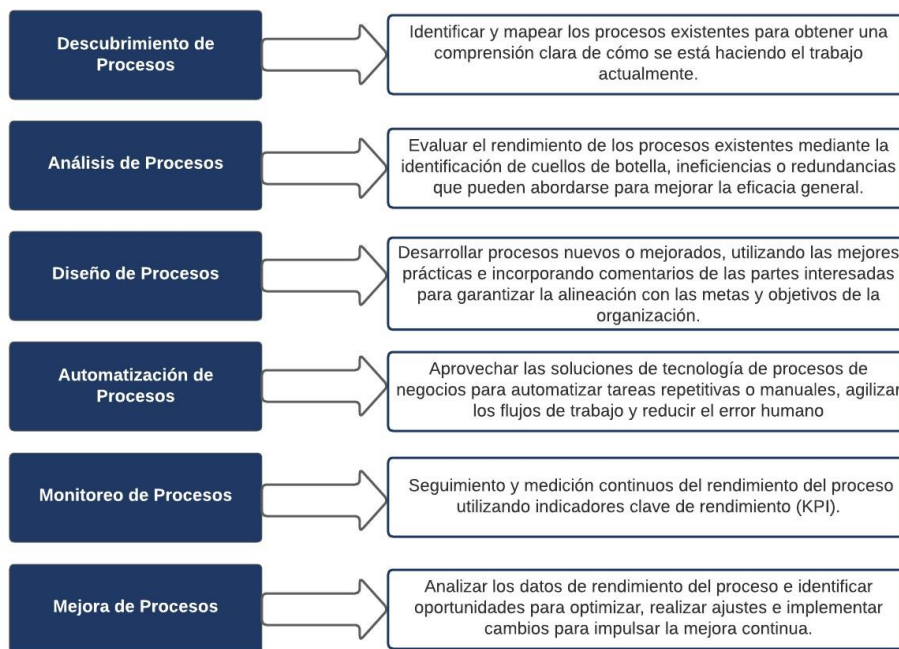 Descubrimiento de
Procesos
Identificar y mapear los procesos existentes para obtener una
comprensión clara de cómo se está haciendo el trabajo
actualmente.
Análisis de Procesos
Evaluar el rendimiento de los procesos existentes mediante la
identificación de cuellos de botella, ineficiencias o redundancias
que pueden abordarse para mejorar la eficacia general.
Diseño de Procesos
Desarrollar procesos nuevos o mejorados, utilizando las mejores
prácticas e incorporando comentarios de las partes interesadas
para garantizar la alineación con las metas y objetivos de la
organización.
Automatización de
Procesos
Aprovechar las soluciones de tecnología de procesos de
negocios para automatizar tareas repetitivas o manuales, agilizar
los flujos de trabajo y reducir el error humano
Monitoreo de Procesos
Seguimiento y medición continuos del rendimiento del proceso
utilizando indicadores clave de rendimiento (KPI).
Mejora de Procesos
Analizar los datos de rendimiento del proceso e identificar
oportunidades para optimizar, realizar ajustes e implementar
cambios para impulsar la mejora continua.